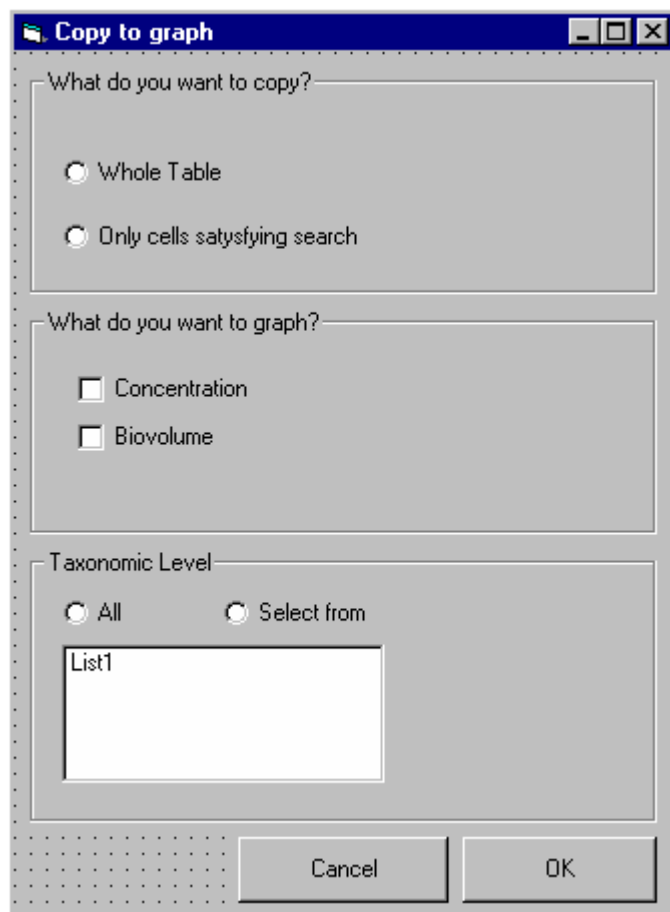 Copy to graph
What do you want to copy?
Whole Table
Only cells satysfying search
What do you want to graph?
Concentration
Biovolume
Taxonomic Level
All Select from
List1
Cancel OK